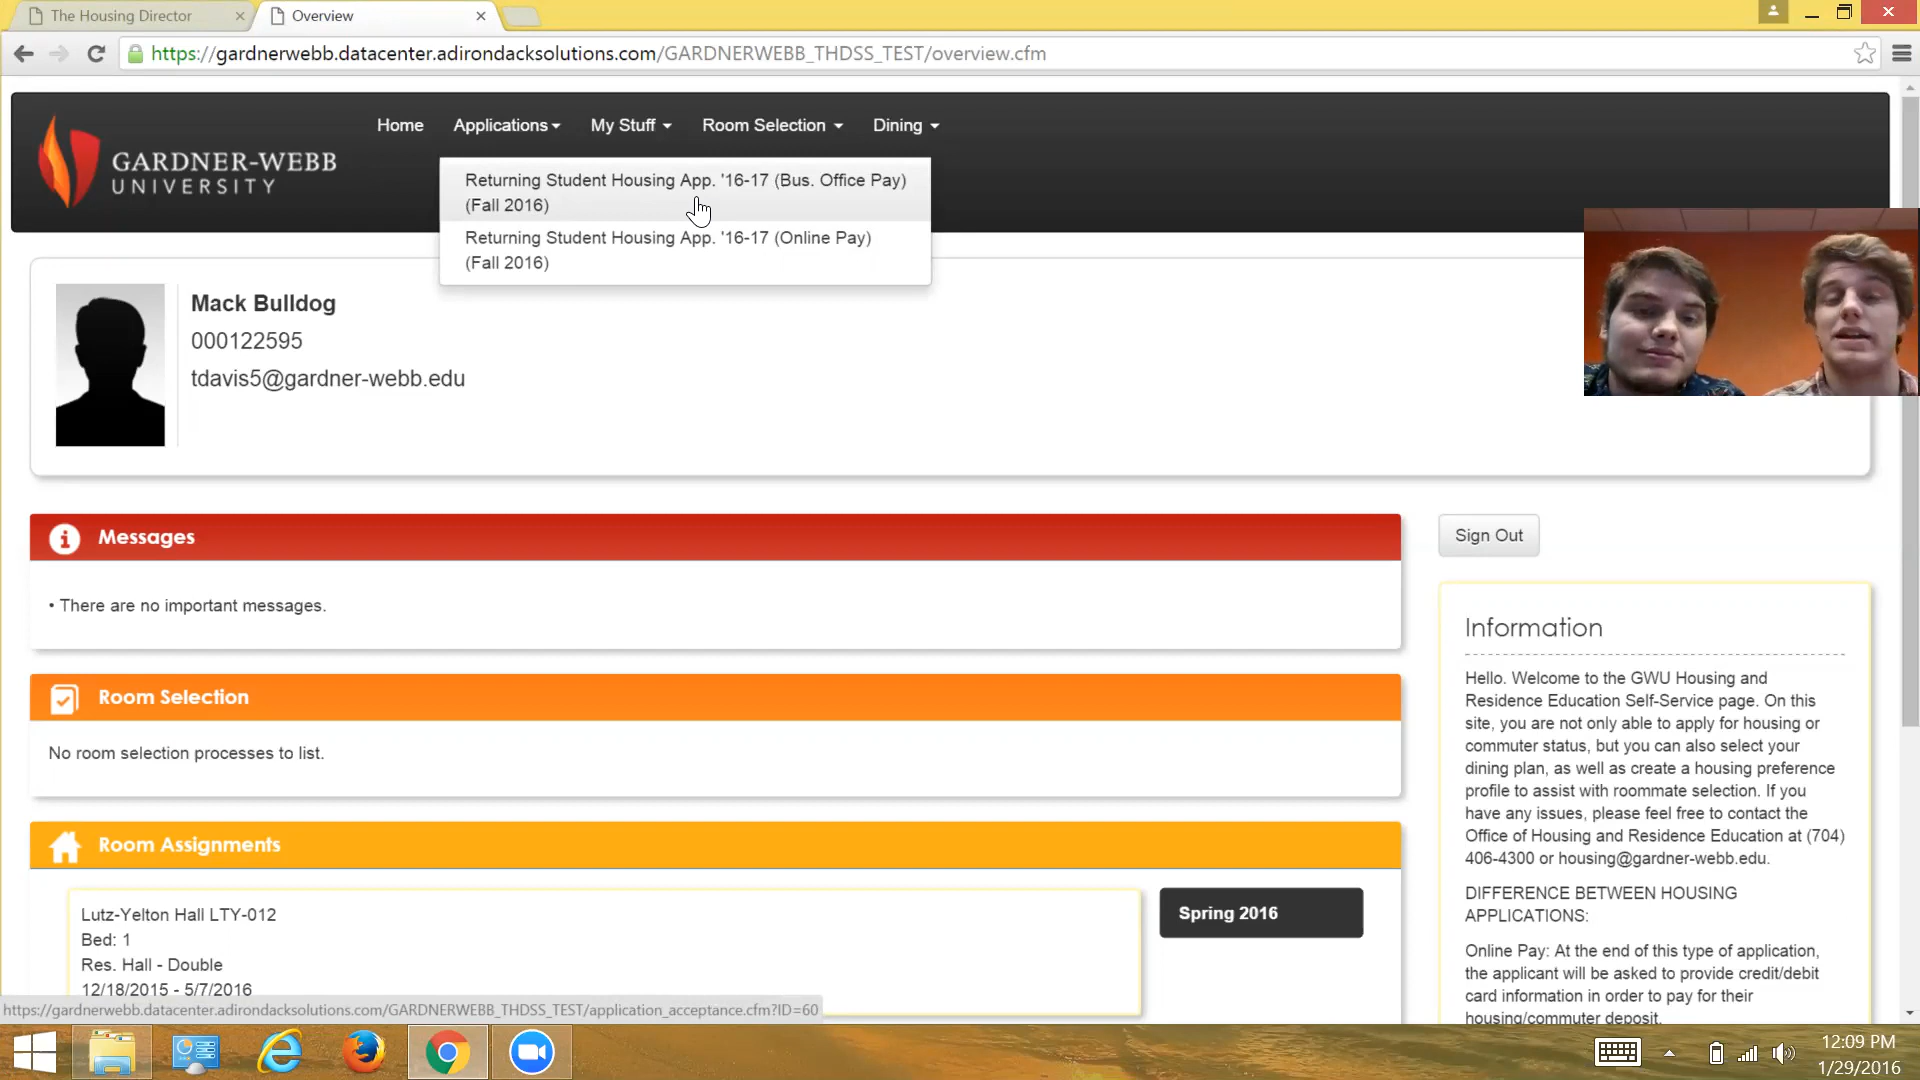 The Housing Director
Overview
https://gardnerwebb.datacenter.adirondacksolutions.com/GARDNERWEBB_THDSS_TEST/overview.cfm
GARDNER-WEBB
UNIVERSITY
Home
Applications
My Stuff
Room Selection
Dining
Returning Student Housing App. '16-17 (Bus. Office Pay)
(Fall 2016)
Returning Student Housing App. '16-17 (Online Pay)
(Fall 2016)
Mack Bulldog
000122595
tdavis5@gardner-webb.edu
Messages
• There are no important messages.
Room Selection
No room selection processes to list.
Room Assignments
Lutz-Yelton Hall LTY-012
Bed: 1
Res. Hall - Double
12/18/2015 - 5/7/2016
Spring 2016
Sign Out
Information
Hello. Welcome to the GWU Housing and
Residence Education Self-Service page. On this
site, you are not only able to apply for housing or
commuter status, but you can also select your
dining plan, as well as create a housing preference
profile to assist with roommate selection. If you
have any issues, please feel free to contact the
Office of Housing and Residence Education at (704)
406-4300 or housing@gardner-webb.edu.
DIFFERENCE BETWEEN HOUSING
APPLICATIONS:
Online Pay: At the end of this type of application,
the applicant will be asked to provide credit/debit
card information in order to pay for their
housing/commuter deposit.
https://gardnerwebb.datacenter.adirondacksolutions.com/GARDNERWEBB_THDSS_TEST/application_acceptance.cfm?ID=60
12:09 PM
1/29/2016